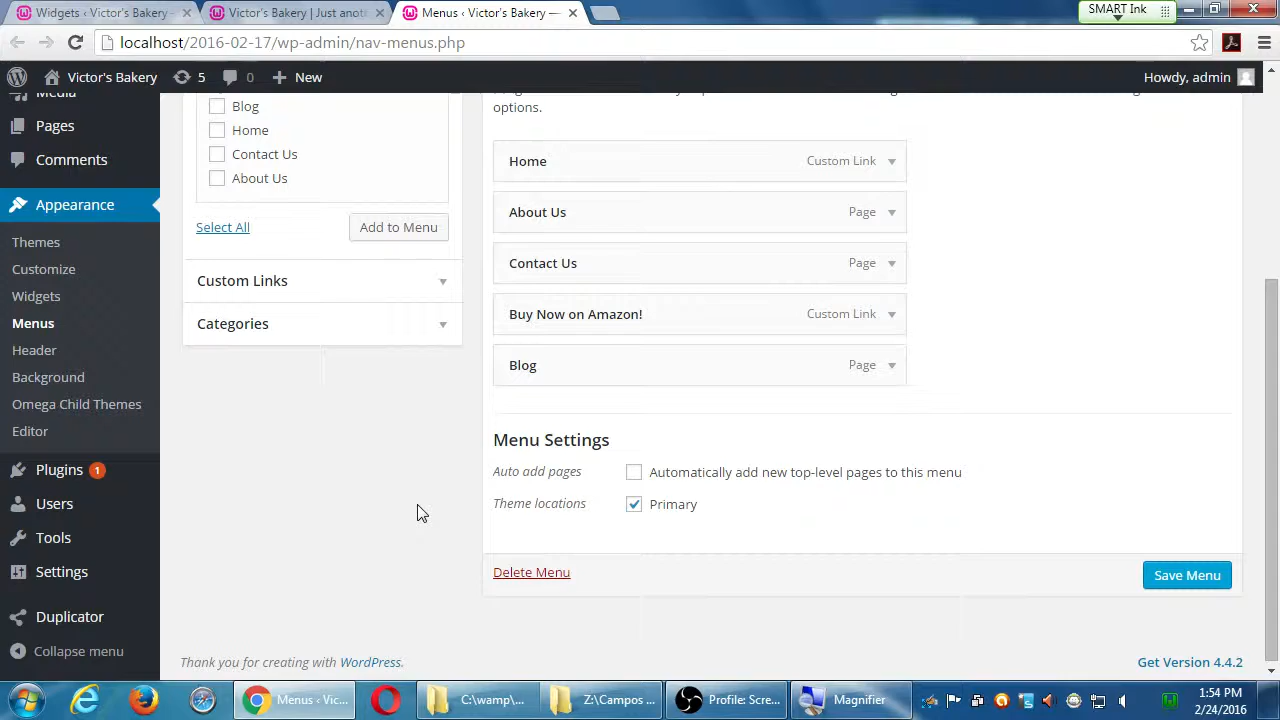 Widgets ‹ Victor's Bakery
Victor's Bakery | Just anoti
Menus ‹ Victor's Bakery —
SMART Ink
localhost/2016-02-17/wp-admin/nav-menus.php
Victor's Bakery
5
0
New
Howdy, admin
Media
Pages
Comments
Appearance
Themes
Customize
Widgets
Menus
Header
Background
Omega Child Themes
Editor
Plugins 1
Users
Tools
Settings
Duplicator
Collapse menu
Blog
Home
Contact Us
About Us
Select All
Add to Menu
Custom Links
Categories
options.
Home Custom Link
About Us Page
Contact Us Page
Buy Now on Amazon! Custom Link
Blog Page
Menu Settings
Auto add pages Automatically add new top-level pages to this menu
Theme locations Primary
Delete Menu
Save Menu
Thank you for creating with WordPress.
Get Version 4.4.2
Menus ‹ Vic...
C:\wamp\...
Z:\Campos ...
Profile: Scre...
Magnifier
1:54 PM
2/24/2016